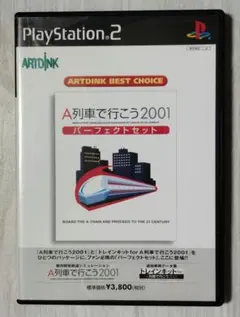 PlayStation®2
ARTDINK
ARTDINK BEST CHOICE
A列車で行こう2001
パーフェクトセット
BOARD THE A-TRAIN AND PROCEED TO THE 21 CENTURY
「A列車で行こう2001」と「トレインキット for A列車で行こう2001」を
ひとつのパッケージに。ファン必携の「パーフェクトセット」ここに登場!!
A列車で行こう2001
トレインキット
標準価格 ¥3,800(税別)